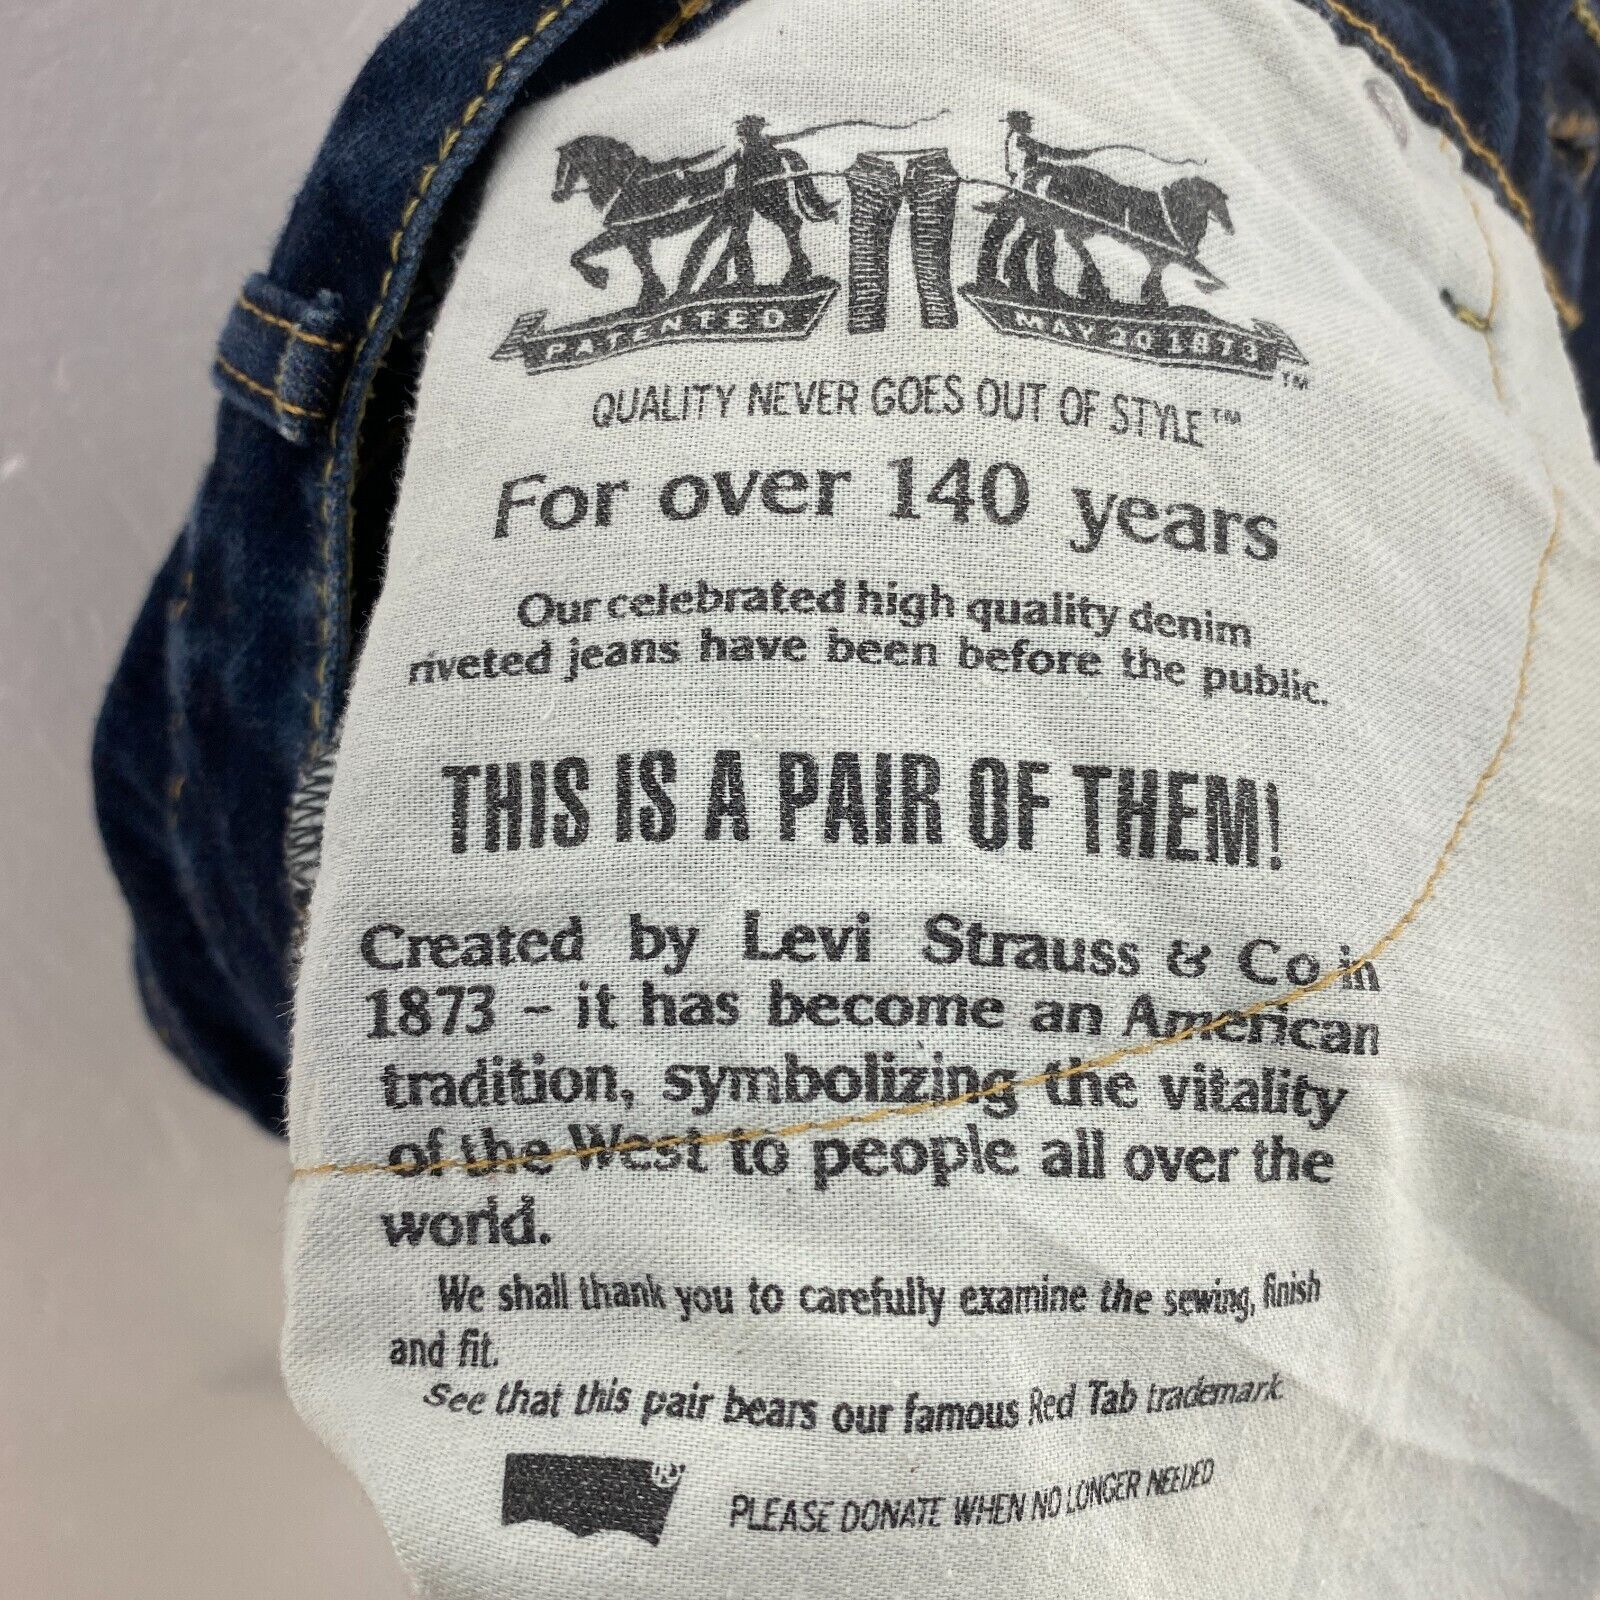 PATENTED MAY 20 1873 ™
QUALITY NEVER GOES OUT OF STYLE™
For over 140 years
Our celebrated high quality denim
riveted jeans have been before the public.
THIS IS A PAIR OF THEM!
Created by Levi Strauss & Co in
1873 ~ it has become an American
tradition, symbolizing the vitality
of the West to people all over the
world.
We shall thank you to carefully examine the sewing, finish
and fit.
See that this pair bears our famous Red Tab trademark.
®
PLEASE DONATE WHEN NO LONGER NEEDED